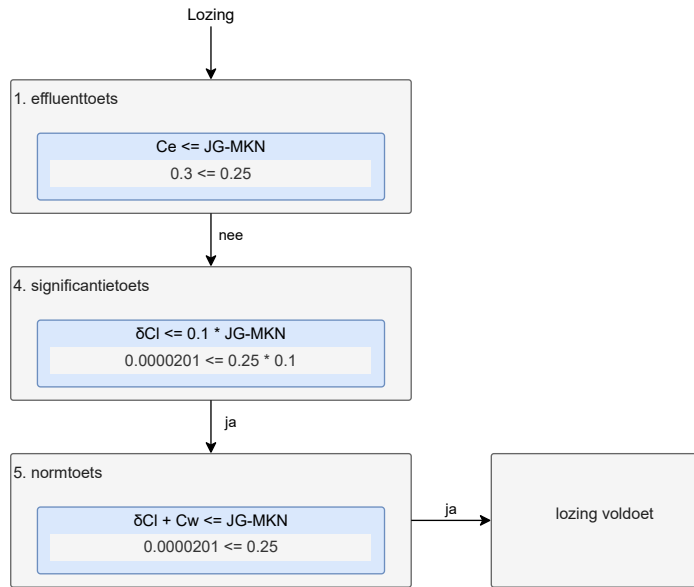 Lozing
1. effluenttoets
Ce <= JG-MKN
0.3 <= 0.25
nee
4. significantietoets
δCl <= 0.1 * JG-MKN
0.0000201 <= 0.25 * 0.1
ja
5. normtoets
δCl + Cw <= JG-MKN
0.0000201 <= 0.25
ja
lozing voldoet